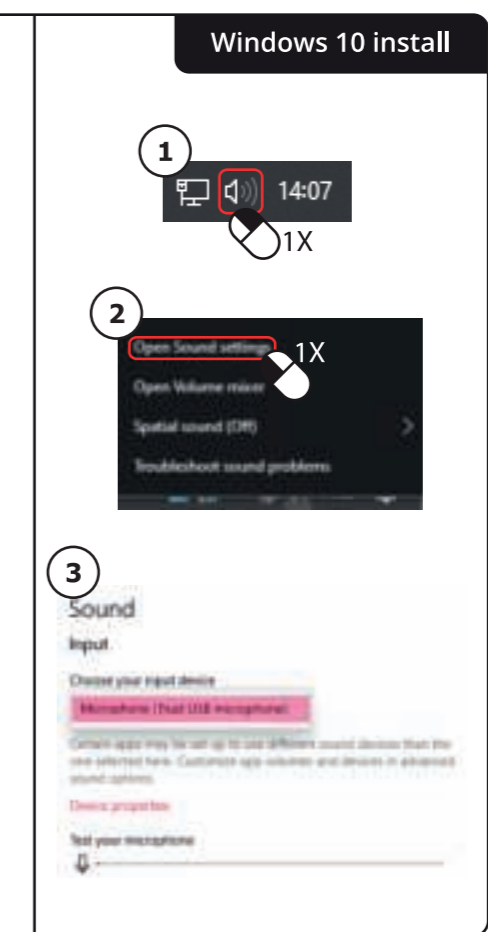 Windows 10 install
1
14:07
1X
2
Open Sound settings
1X
Open Volume mixer
Spatial sound (Off)
Troubleshoot sound problems
3
Sound
Input
Choose your input device
Microphone (Trust USB microphone)
Certain apps may be set up to use different sound devices than the
one selected here. Customize app volumes and devices in advanced
sound options.
Device properties
Test your microphone